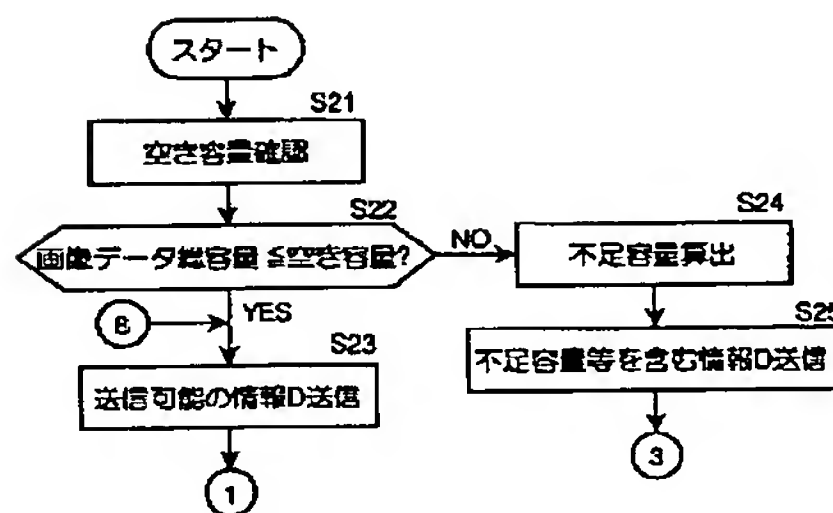 スタート
S21
空き容量確認
S22
画像データ総容量≦空き容量?
NO
S24
不足容量算出
B
YES
S23
送信可能の情報D送信
S25
不足容量等を含む情報D送信
1
3